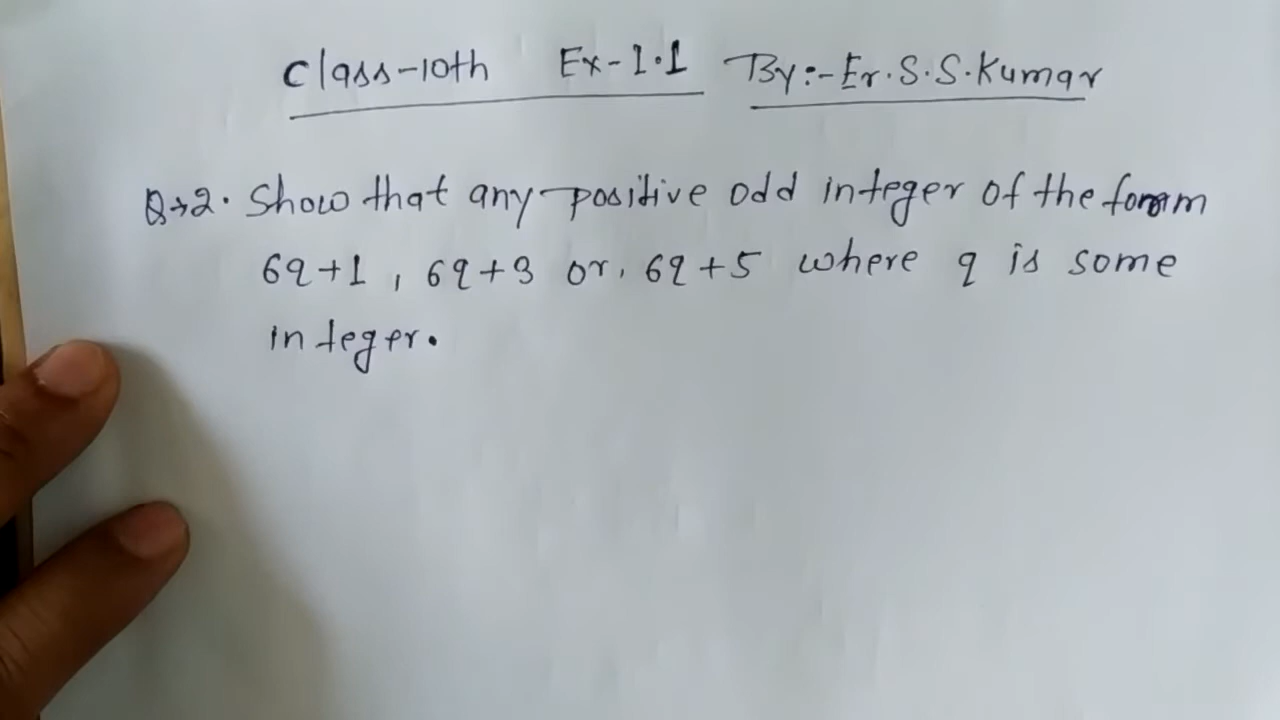 Class-10th Ex-1.1 By:-Er.S.S.Kumar
Q→2. Show that any positive odd integer of the form
6q+1, 6q+3 or, 6q+5 where q is some
integer.